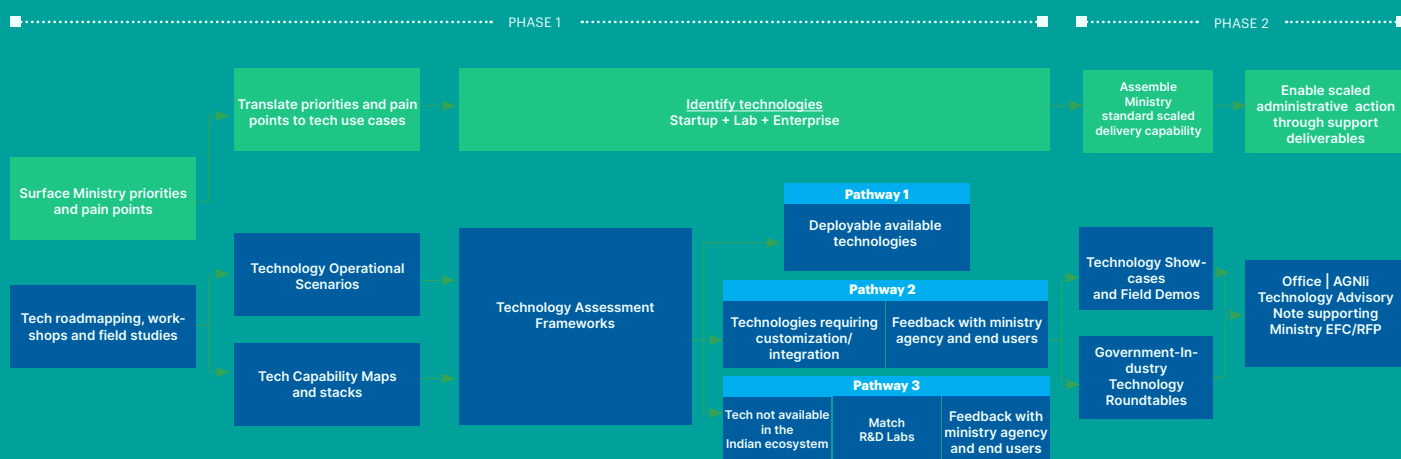 PHASE 1
PHASE 2
Translate priorities and pain
points to tech use cases
Identify technologies
Startup + Lab + Enterprise
Assemble
Ministry
standard scaled
delivery capability
Enable scaled
administrative action
through support
deliverables
Surface Ministry priorities
and pain points
Tech roadmapping, work-
shops and field studies
Technology Operational
Scenarios
Tech Capability Maps
and stacks
Technology Assessment
Frameworks
Pathway 1
Deployable available
technologies
Pathway 2
Technologies requiring
customization/
integration
Feedback with ministry
agency and end users
Pathway 3
Tech not available
in the
Indian ecosystem
Match
R&D Labs
Feedback with
ministry agency
and end users
Technology Show-
cases
and Field Demos
Government-In-
dustry
Technology
Roundtables
Office | AGNIi
Technology Advisory
Note supporting
Ministry EFC/RFP